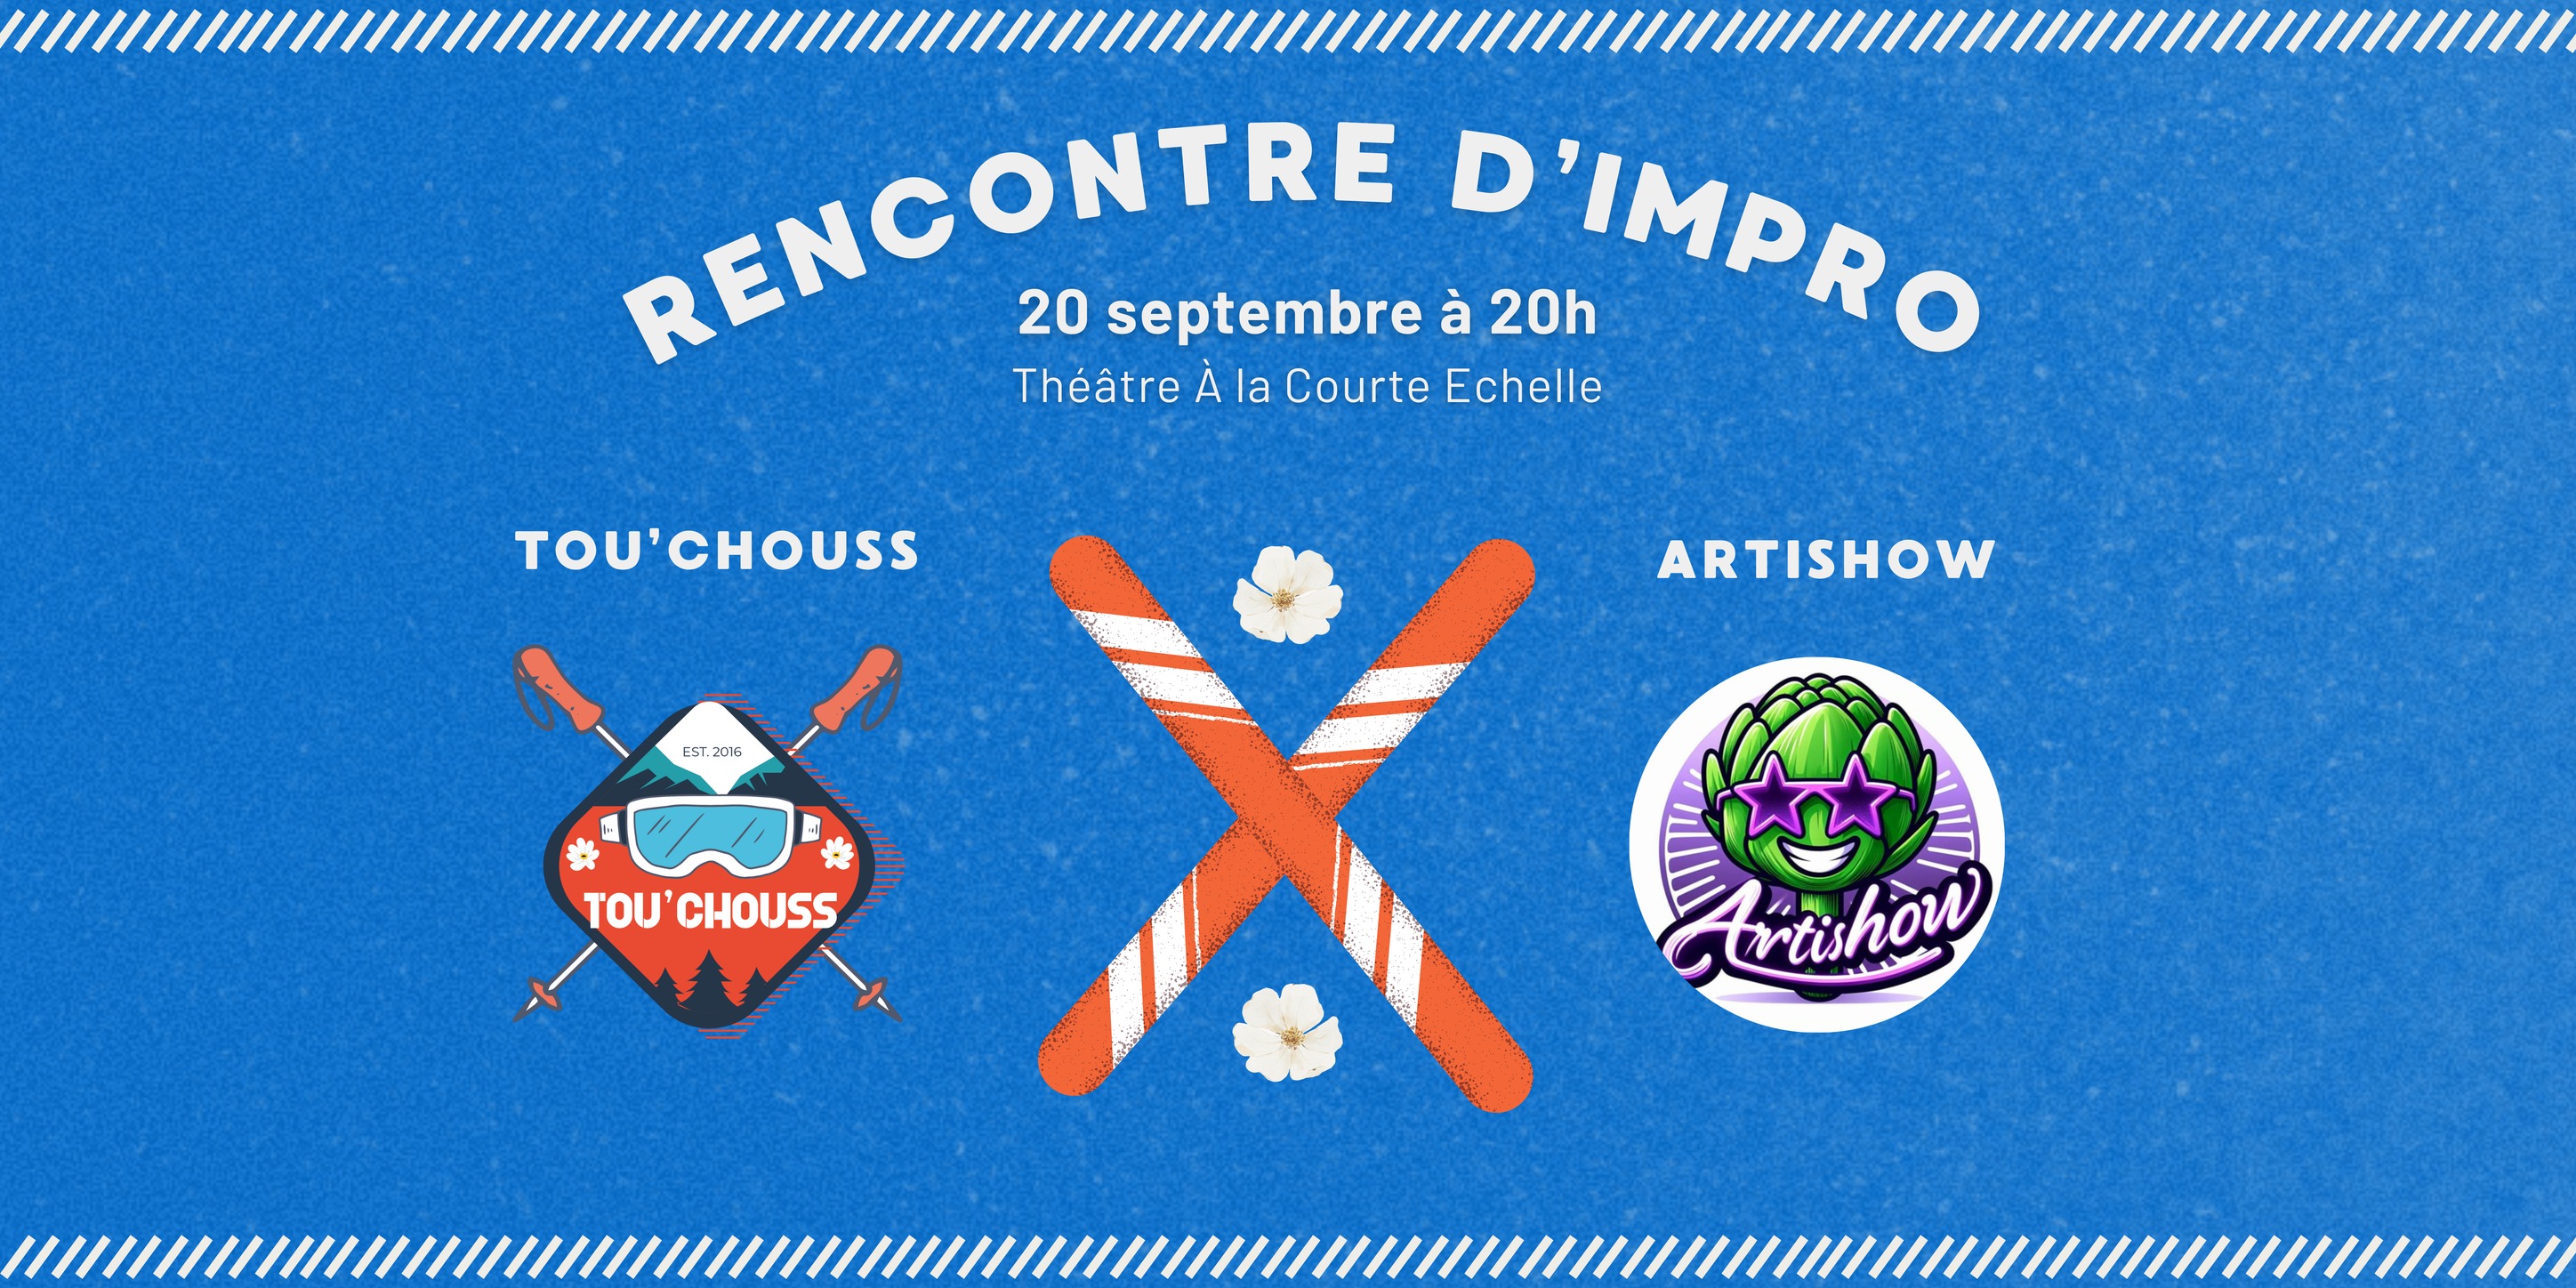 RENCONTRE D'IMPRO
20 septembre à 20h
Théâtre À la Courte Echelle
TOU'CHOUSS
ARTISHOW
EST. 2016
TOU'CHOUSS
Artishow